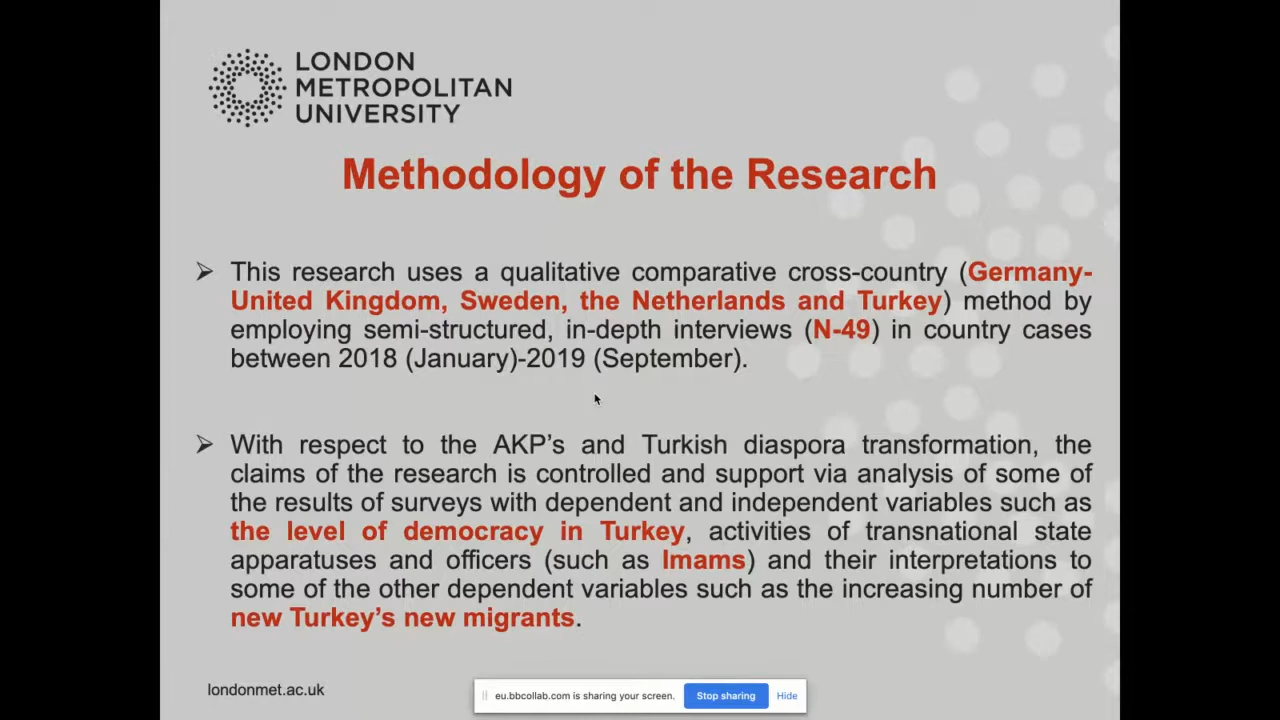 LONDON
METROPOLITAN
UNIVERSITY
Methodology of the Research
➢ This research uses a qualitative comparative cross-country (Germany-
United Kingdom, Sweden, the Netherlands and Turkey) method by
employing semi-structured, in-depth interviews (N-49) in country cases
between 2018 (January)-2019 (September).
➢ With respect to the AKP’s and Turkish diaspora transformation, the
claims of the research is controlled and support via analysis of some of
the results of surveys with dependent and independent variables such as
the level of democracy in Turkey, activities of transnational state
apparatuses and officers (such as Imams) and their interpretations to
some of the other dependent variables such as the increasing number of
new Turkey’s new migrants.
londonmet.ac.uk
eu.bbcollab.com is sharing your screen. Stop sharing Hide